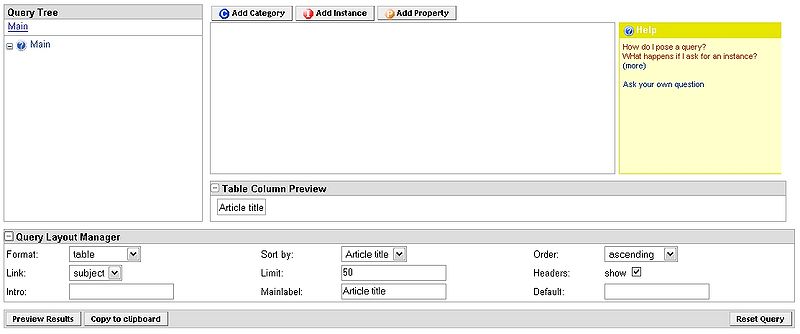 Query Tree
Main
Main
C Add Category I Add Instance P Add Property
? Help
How do I pose a query?
What happens if I ask for an instance?
(more)
Ask your own question
Table Column Preview
Article title
Query Layout Manager
Format: table Sort by: Article title Order: ascending
Link: subject Limit: 50 Headers: show
Intro: Mainlabel: Article title Default:
Preview Results Copy to clipboard Reset Query